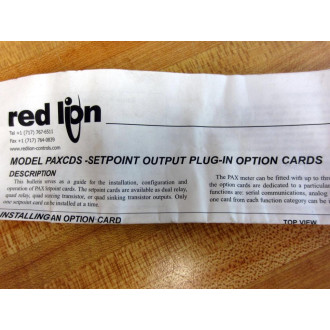 red lion
Tel +1 (717) 767-6511
Fax +1 (717) 764-0839
www.redlion-controls.com
MODEL PAXCDS -SETPOINT OUTPUT PLUG-IN OPTION CARDS
DESCRIPTION
This bulletin serves as a guide for the installation, configuration and
operation of PAX setpoint cards. The setpoint cards are available as dual relay,
quad relay, quad sourcing transistor, or quad sinking transistor outputs. Only
one setpoint card can be installed at a time.
The PAX meter can be fitted with up to thr
the option cards are dedicated to a particular
functions are: serial communications, analog
one card from each function category can be
INSTALLING AN OPTION CARD
TOP VIEW